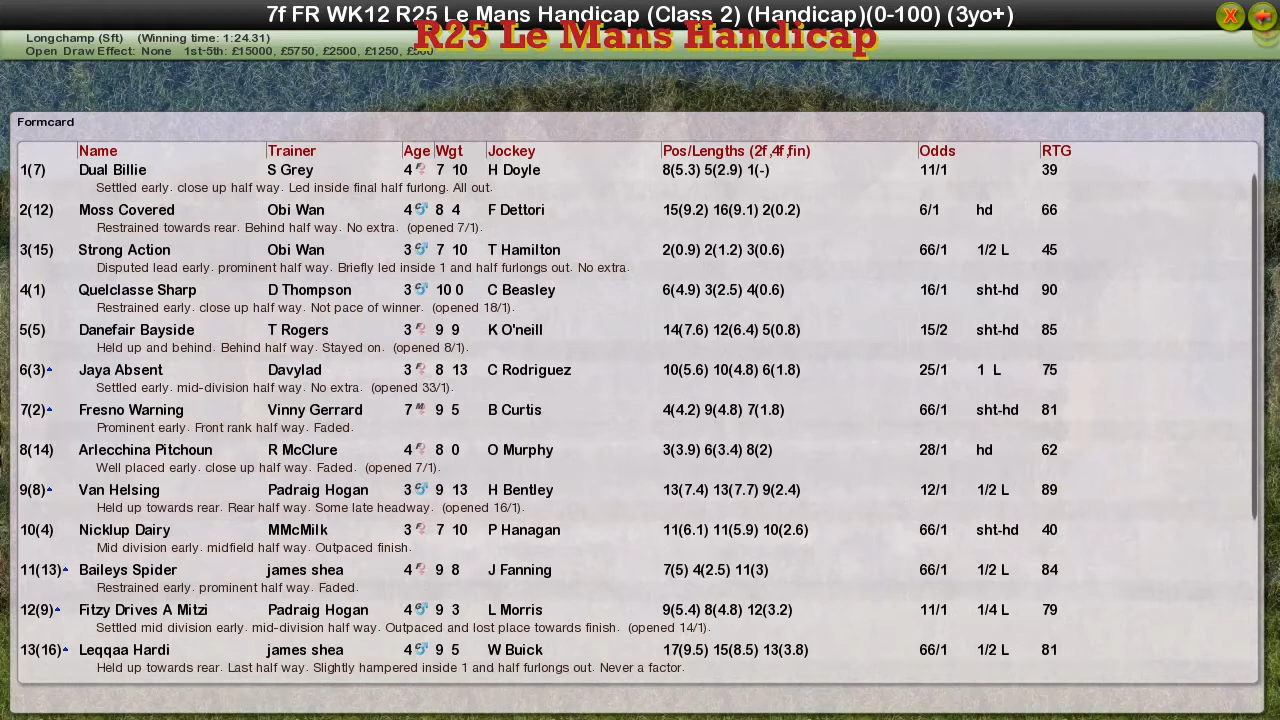 7f FR WK12 R25 Le Mans Handicap (Class 2) (Handicap)(0-100) (3yo+)
R25 Le Mans Handicap
Longchamp (Sft) (Winning time: 1:24.31)
Open Draw Effect: None 1st-5th: £15000, £5750, £2500, £1250, £500
Formcard
Name Trainer Age Wgt Jockey Pos/Lengths (2f,4f,fin) Odds RTG
1(7) Dual Billie S Grey 4 7 10 H Doyle 8(5.3) 5(2.9) 1(-) 11/1 39
Settled early. close up half way. Led inside final half furlong. All out.
2(12) Moss Covered Obi Wan 4 8 4 F Dettori 15(9.2) 16(9.1) 2(0.2) 6/1 hd 66
Restrained towards rear. Behind half way. No extra. (opened 7/1).
3(15) Strong Action Obi Wan 3 7 10 T Hamilton 2(0.9) 2(1.2) 3(0.6) 66/1 1/2 L 45
Disputed lead early. prominent half way. Briefly led inside 1 and half furlongs out. No extra.
4(1) Quelclasse Sharp D Thompson 3 10 0 C Beasley 6(4.9) 3(2.5) 4(0.6) 16/1 sht-hd 90
Restrained early. close up half way. Not pace of winner. (opened 18/1).
5(5) Danefair Bayside T Rogers 3 9 9 K O'neill 14(7.6) 12(6.4) 5(0.8) 15/2 sht-hd 85
Held up and behind. Behind half way. Stayed on. (opened 8/1).
6(3) Jaya Absent Davylad 3 8 13 C Rodriguez 10(5.6) 10(4.8) 6(1.8) 25/1 1 L 75
Settled early. mid-division half way. No extra. (opened 33/1).
7(2) Fresno Warning Vinny Gerrard 7 9 5 B Curtis 4(4.2) 9(4.8) 7(1.8) 66/1 sht-hd 81
Prominent early. Front rank half way. Faded.
8(14) Arlecchina Pitchoun R McClure 4 8 0 O Murphy 3(3.9) 6(3.4) 8(2) 28/1 hd 62
Well placed early. close up half way. Faded. (opened 7/1).
9(8) Van Helsing Padraig Hogan 3 9 13 H Bentley 13(7.4) 13(7.7) 9(2.4) 12/1 1/2 L 89
Held up towards rear. Rear half way. Some late headway. (opened 16/1).
10(4) Nicklup Dairy MMcMilk 3 7 10 P Hanagan 11(6.1) 11(5.9) 10(2.6) 66/1 sht-hd 40
Mid division early. midfield half way. Outpaced finish.
11(13) Baileys Spider james shea 4 9 8 J Fanning 7(5) 4(2.5) 11(3) 66/1 1/2 L 84
Restrained early. prominent half way. Faded.
12(9) Fitzy Drives A Mitzi Padraig Hogan 4 9 3 L Morris 9(5.4) 8(4.8) 12(3.2) 11/1 1/4 L 79
Settled mid division early. mid-division half way. Outpaced and lost place towards finish. (opened 14/1).
13(16) Leqqaa Hardi james shea 4 9 5 W Buick 17(9.5) 15(8.5) 13(3.8) 66/1 1/2 L 81
Held up towards rear. Last half way. Slightly hampered inside 1 and half furlongs out. Never a factor.